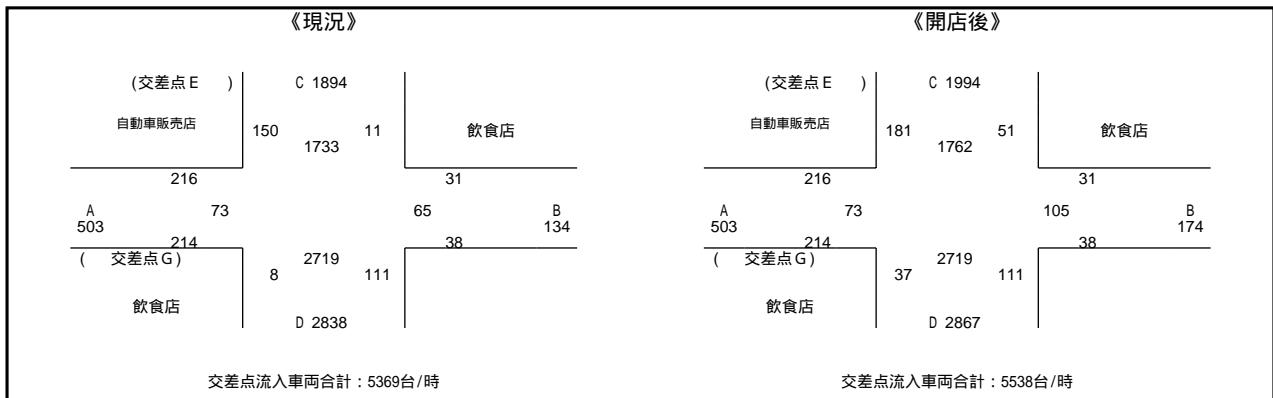 《現況》
(交差点E )
C 1894
自動車販売店
150
11
飲食店
1733
216
31
A
73
65
B
503
134
214
38
( 交差点G)
2719
8
111
飲食店
D 2838
交差点流入車両合計:5369台/時
《開店後》
(交差点E )
C 1994
自動車販売店
181
51
飲食店
1762
216
31
A
73
105
B
503
174
214
38
( 交差点G)
2719
37
111
飲食店
D 2867
交差点流入車両合計:5538台/時